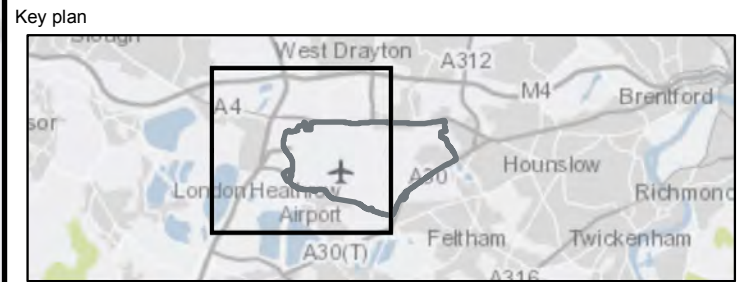 Key plan
Slough
West Drayton
A312
M4
Brentford
A4
sor
Hounslow
A30
London Heathrow
Airport
Richmond
Feltham
Twickenham
A30(T)
A316